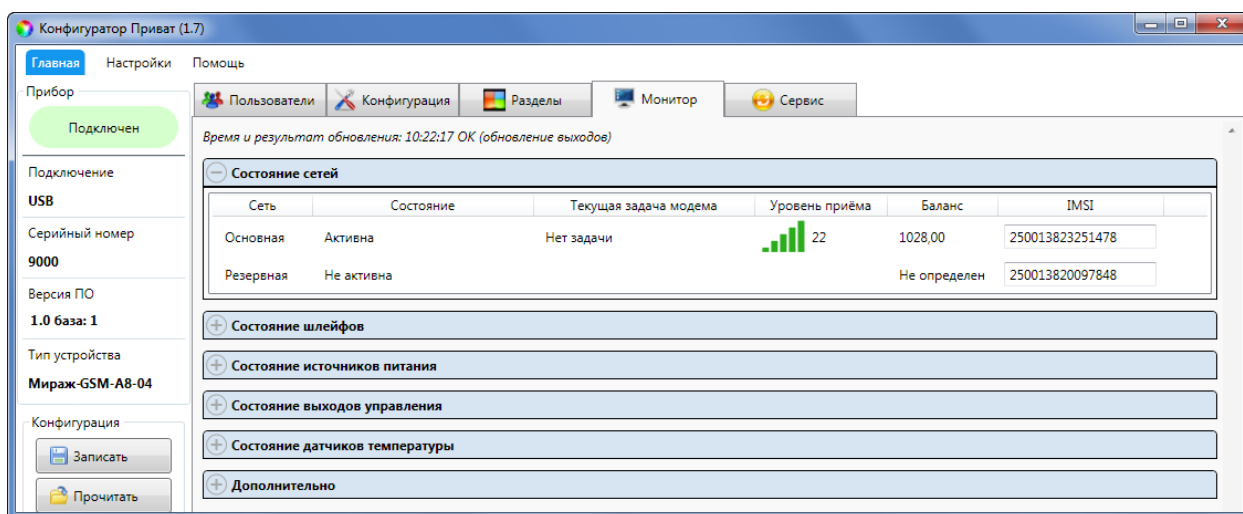 Конфигуратор Приват (1.7)
Главная Настройки Помощь
Прибор
Подключен
Подключение
USB
Серийный номер
9000
Версия ПО
1.0 база: 1
Тип устройства
Мираж-GSM-A8-04
Конфигурация
Записать
Прочитать
Пользователи Конфигурация Разделы Монитор Сервис
Время и результат обновления: 10:22:17 OK (обновление выходов)
Состояние сетей
Сеть Состояние Текущая задача модема Уровень приёма Баланс IMSI
Основная Активна Нет задачи 22 1028,00 250013823251478
Резервная Не активна Не определен 250013820097848
Состояние шлейфов
Состояние источников питания
Состояние выходов управления
Состояние датчиков температуры
Дополнительно